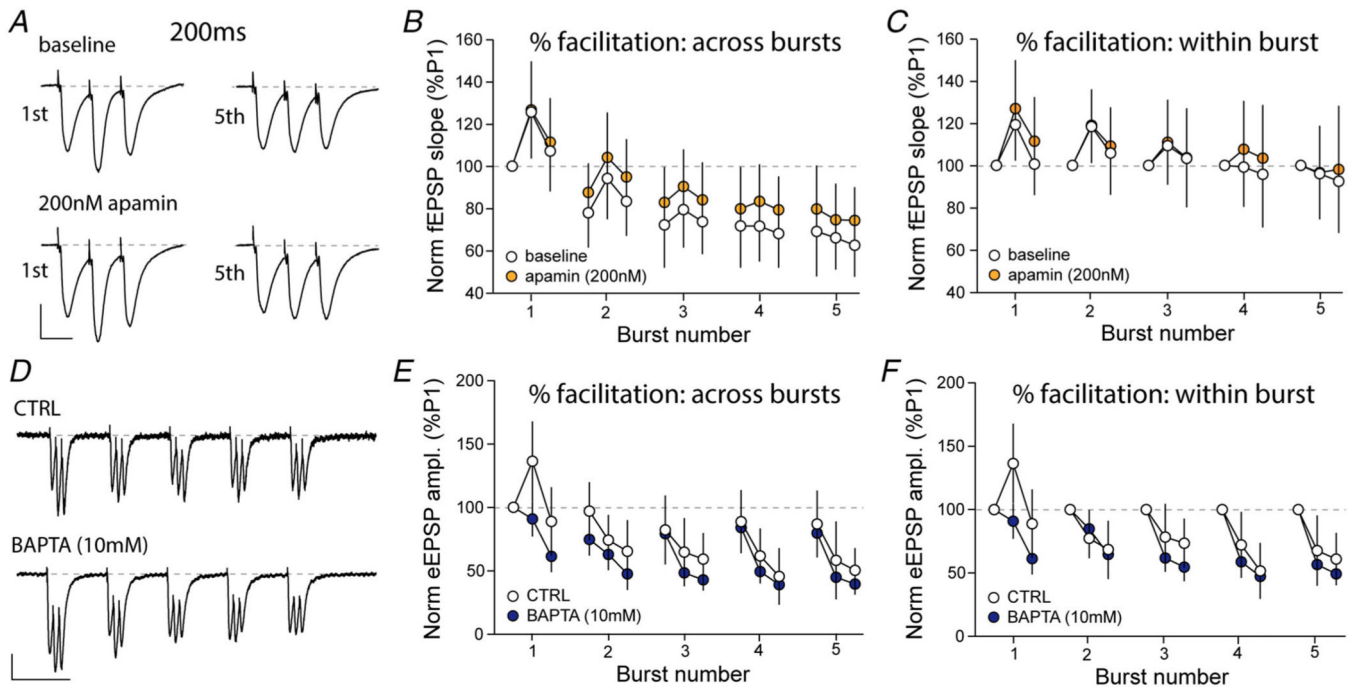 A
200ms
baseline
1st
5th
200nM apamin
1st
5th
B
% facilitation: across bursts
Norm fEPSP slope (%P1)
160
140
120
100
80
60
40
baseline
apamin (200nM)
1 2 3 4 5
Burst number
C
% facilitation: within burst
Norm fEPSP slope (%P1)
160
140
120
100
80
60
40
baseline
apamin (200nM)
1 2 3 4 5
Burst number
D
CTRL
BAPTA (10mM)
E
% facilitation: across bursts
Norm eEPSP ampl. (%P1)
200
150
100
50
0
CTRL
BAPTA (10mM)
1 2 3 4 5
Burst number
F
% facilitation: within burst
Norm eEPSP ampl. (%P1)
200
150
100
50
0
CTRL
BAPTA (10mM)
1 2 3 4 5
Burst number